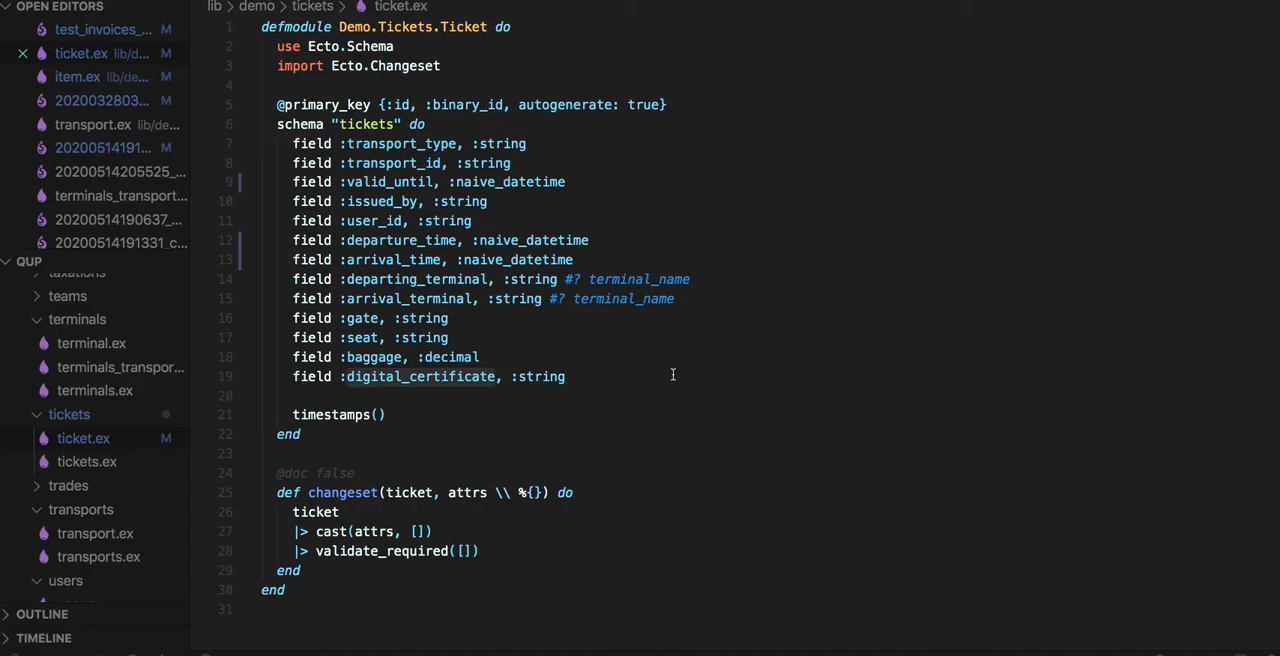 OPEN EDITORS
test_invoices_... M
ticket.ex lib/d... M
item.ex lib/de... M
2020032803... M
transport.ex lib/de...
20200514191... M
20200514205525_...
terminals_transport...
20200514190637_...
20200514191331_c...
QUP
taxations
teams
terminals
terminal.ex
terminals_transpor...
terminals.ex
tickets
ticket.ex M
tickets.ex
trades
transports
transport.ex
transports.ex
users
OUTLINE
TIMELINE
lib > demo > tickets > ticket.ex
1 defmodule Demo.Tickets.Ticket do
2 use Ecto.Schema
3 import Ecto.Changeset
4
5 @primary_key {:id, :binary_id, autogenerate: true}
6 schema "tickets" do
7 field :transport_type, :string
8 field :transport_id, :string
9 field :valid_until, :naive_datetime
10 field :issued_by, :string
11 field :user_id, :string
12 field :departure_time, :naive_datetime
13 field :arrival_time, :naive_datetime
14 field :departing_terminal, :string #? terminal_name
15 field :arrival_terminal, :string #? terminal_name
16 field :gate, :string
17 field :seat, :string
18 field :baggage, :decimal
19 field :digital_certificate, :string
20
21 timestamps()
22 end
23
24 @doc false
25 def changeset(ticket, attrs \\ %{}) do
26 ticket
27 |> cast(attrs, [])
28 |> validate_required([])
29 end
30 end
31